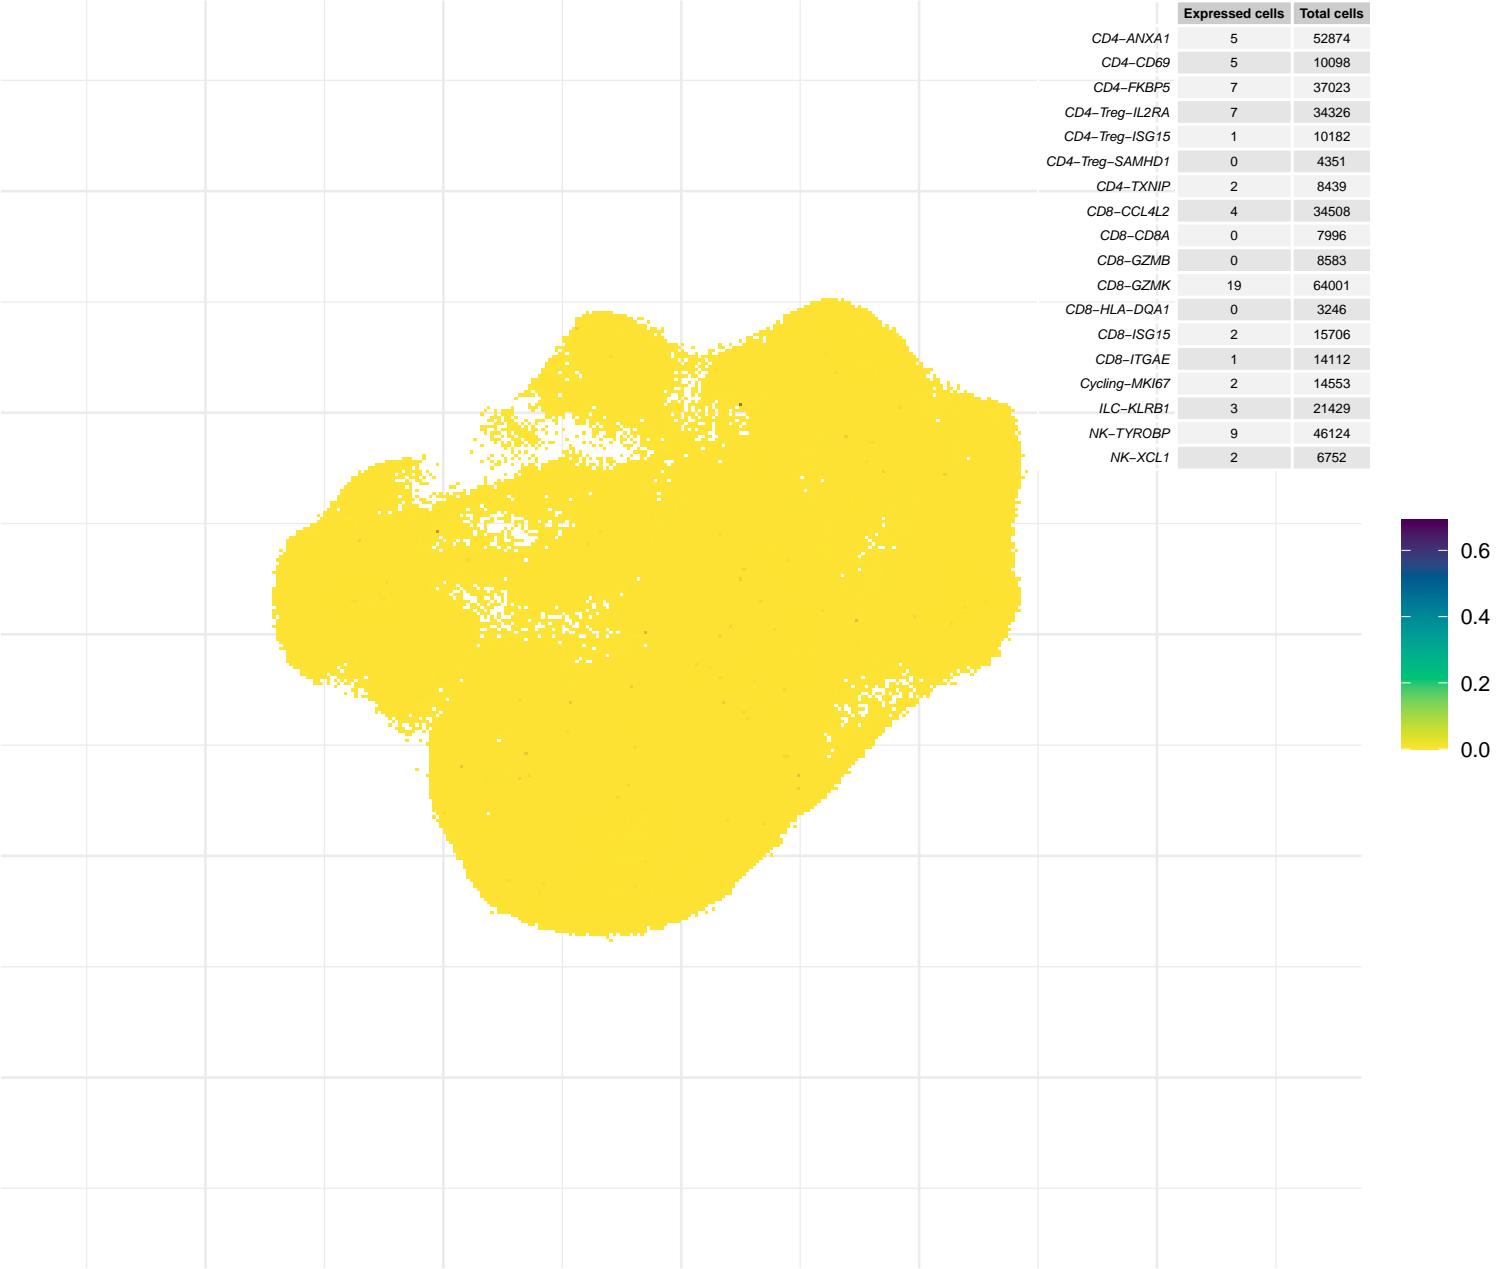 Expressed cells Total cells
CD4−ANXA1 5 52874
CD4−CD69 5 10098
CD4−FKBP5 7 37023
CD4−Treg−IL2RA 7 34326
CD4−Treg−ISG15 1 10182
CD4−Treg−SAMHD1 0 4351
CD4−TXNIP 2 8439
CD8−CCL4L2 4 34508
CD8−CD8A 0 7996
CD8−GZMB 0 8583
CD8−GZMK 19 64001
CD8−HLA−DQA1 0 3246
CD8−ISG15 2 15706
CD8−ITGAE 1 14112
Cycling−MKI67 2 14553
ILC−KLRB1 3 21429
NK−TYROBP 9 46124
NK−XCL1 2 6752
0.6
0.4
0.2
0.0